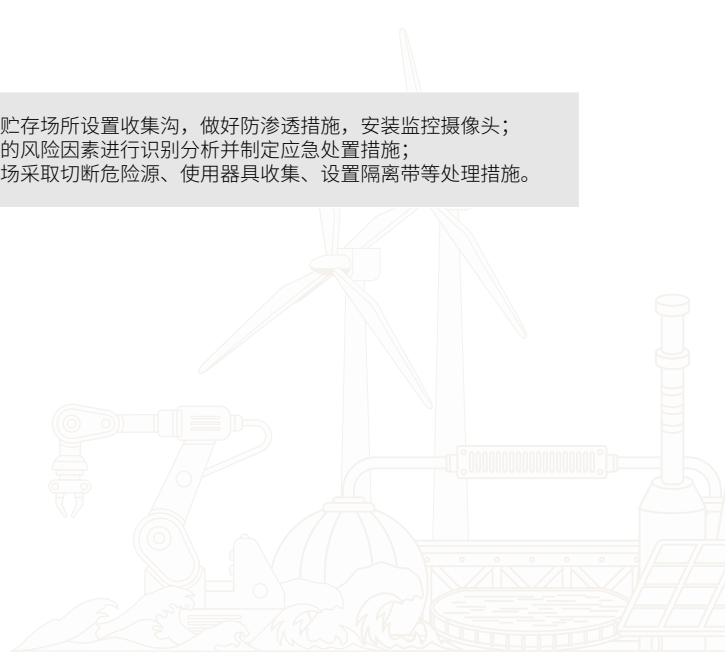 贮存场所设置收集沟，做好防渗透措施，安装监控摄像头；
的风险因素进行识别分析并制定应急处置措施；
场采取切断危险源、使用器具收集、设置隔离带等处理措施。